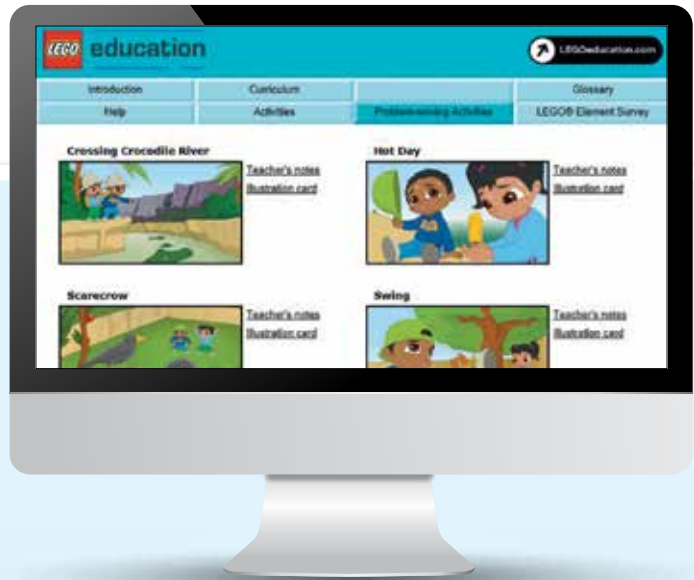 LEGO education
LEGOeducation.com
Introduction
Curriculum
Glossary
Help
Activities
Problem-solving Activities
LEGO® Element Survey
Crossing Crocodile River
Teacher's notes
Illustration card
Hot Day
Teacher's notes
Illustration card
Scarecrow
Teacher's notes
Illustration card
Swing
Teacher's notes
Illustration card